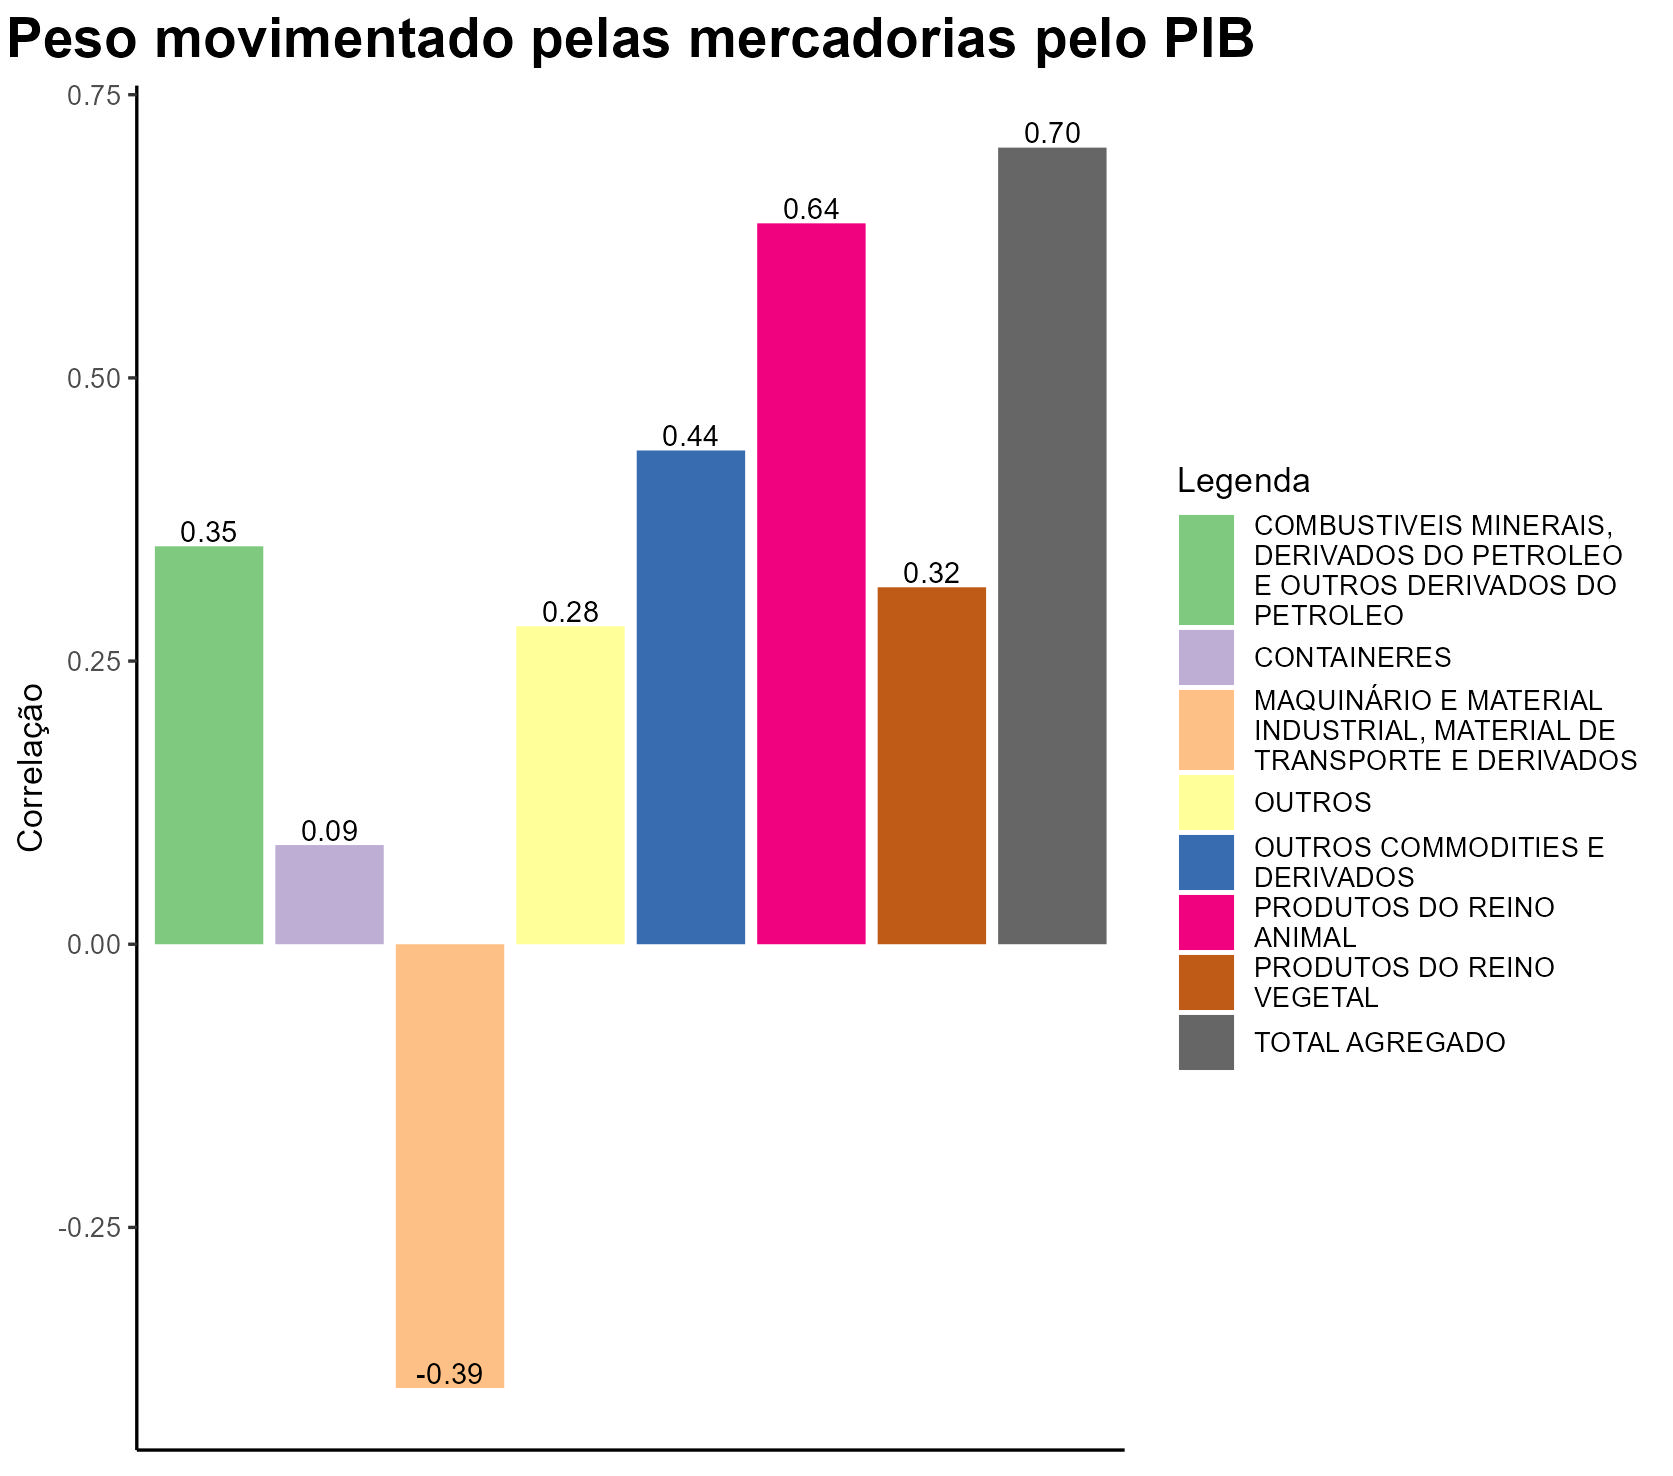 Peso movimentado pelas mercadorias pelo PIB
0.75
0.50
0.25
0.00
-0.25
Correlação
0.35
0.09
-0.39
0.28
0.44
0.64
0.32
0.70
Legenda
COMBUSTIVEIS MINERAIS,
DERIVADOS DO PETROLEO
E OUTROS DERIVADOS DO
PETROLEO
CONTAINERES
MAQUINÁRIO E MATERIAL
INDUSTRIAL, MATERIAL DE
TRANSPORTE E DERIVADOS
OUTROS
OUTROS COMMODITIES E
DERIVADOS
PRODUTOS DO REINO
ANIMAL
PRODUTOS DO REINO
VEGETAL
TOTAL AGREGADO